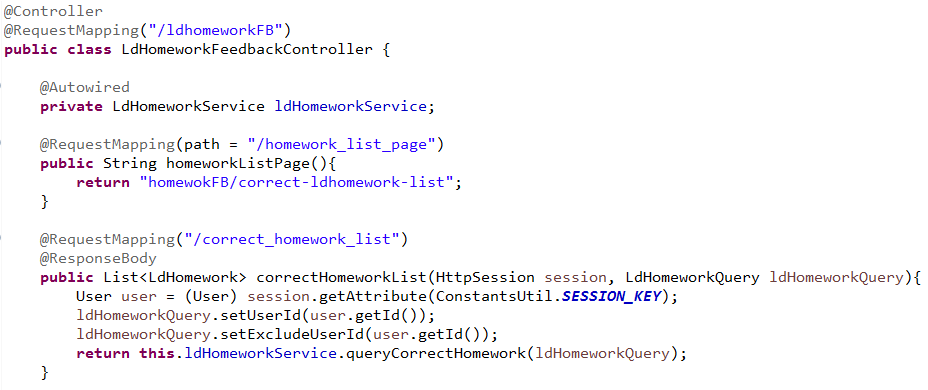 @Controller
@RequestMapping("/ldhomeworkFB")
public class LdHomeworkFeedbackController {
@Autowired
private LdHomeworkService ldHomeworkService;
@RequestMapping(path = "/homework_list_page")
public String homeworkListPage(){
return "homewokFB/correct-ldhomework-list";
}
@RequestMapping("/correct_homework_list")
@ResponseBody
public List<LdHomework> correctHomeworkList(HttpSession session, LdHomeworkQuery ldHomeworkQuery){
User user = (User) session.getAttribute(ConstantsUtil.SESSION_KEY);
ldHomeworkQuery.setUserId(user.getId());
ldHomeworkQuery.setExcludeUserId(user.getId());
return this.ldHomeworkService.queryCorrectHomework(ldHomeworkQuery);
}